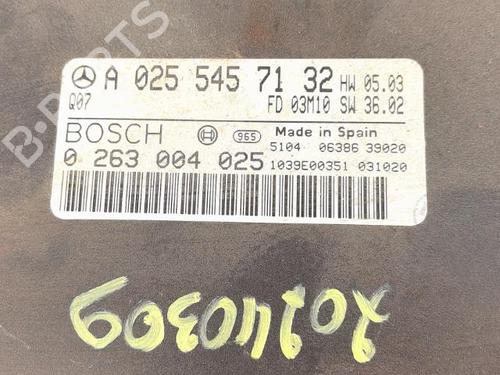 A 025 545 71 32 HW 05.03
Q07 FD 03M10 SW 36.02
BOSCH 965 Made in Spain
5104 06386 39020
0 263 004 025 1039E00351 031020
20240309
B-PARTS